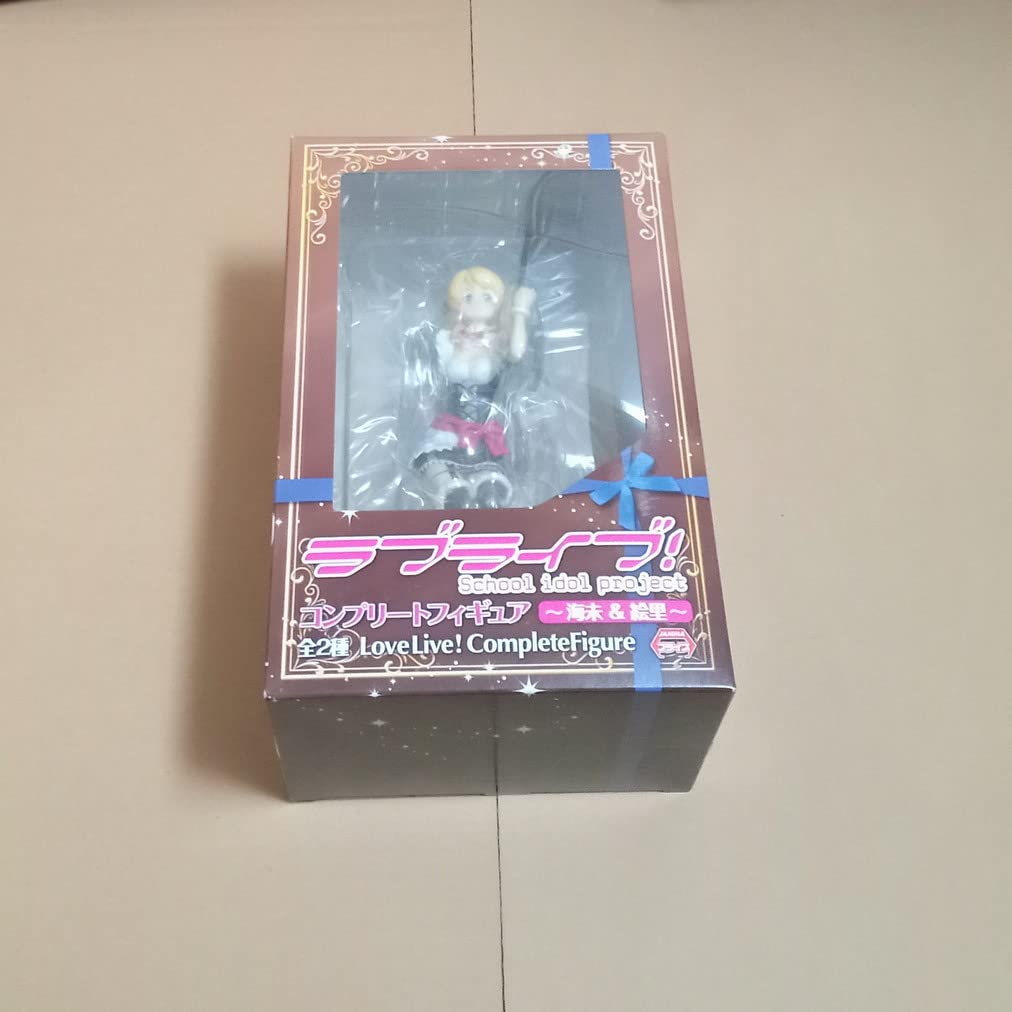 ラブライブ!
School idol project
コンプリートフィギュア ～海未 & 絵里～
全2種 LoveLive! CompleteFigure